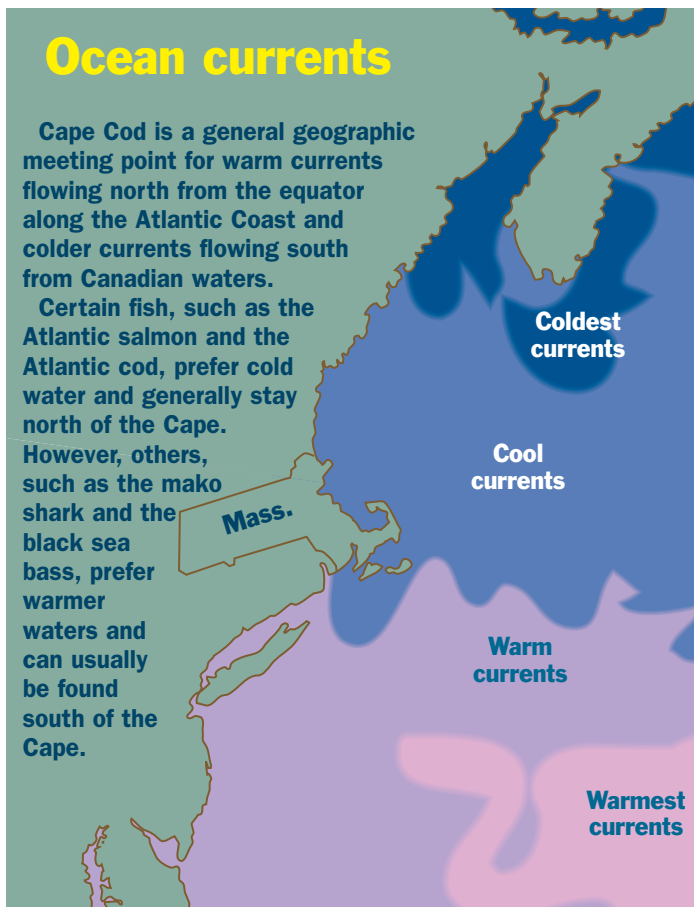 Ocean currents
Cape Cod is a general geographic
meeting point for warm currents
flowing north from the equator
along the Atlantic Coast and
colder currents flowing south
from Canadian waters.
Certain fish, such as the
Atlantic salmon and the
Atlantic cod, prefer cold
water and generally stay
north of the Cape.
However, others,
such as the mako
shark and the
black sea
bass, prefer
warmer
waters and
can usually
be found
south of the
Cape.
Mass.
Coldest
currents
Cool
currents
Warm
currents
Warmest
currents